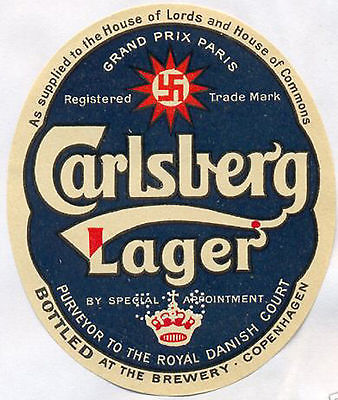 As supplied to the House of Lords and House of Commons
GRAND PRIX PARIS
Registered Trade Mark
Carlsberg
Lager
BY SPECIAL APPOINTMENT
PURVEYOR TO THE ROYAL DANISH COURT
BOTTLED AT THE BREWERY · COPENHAGEN